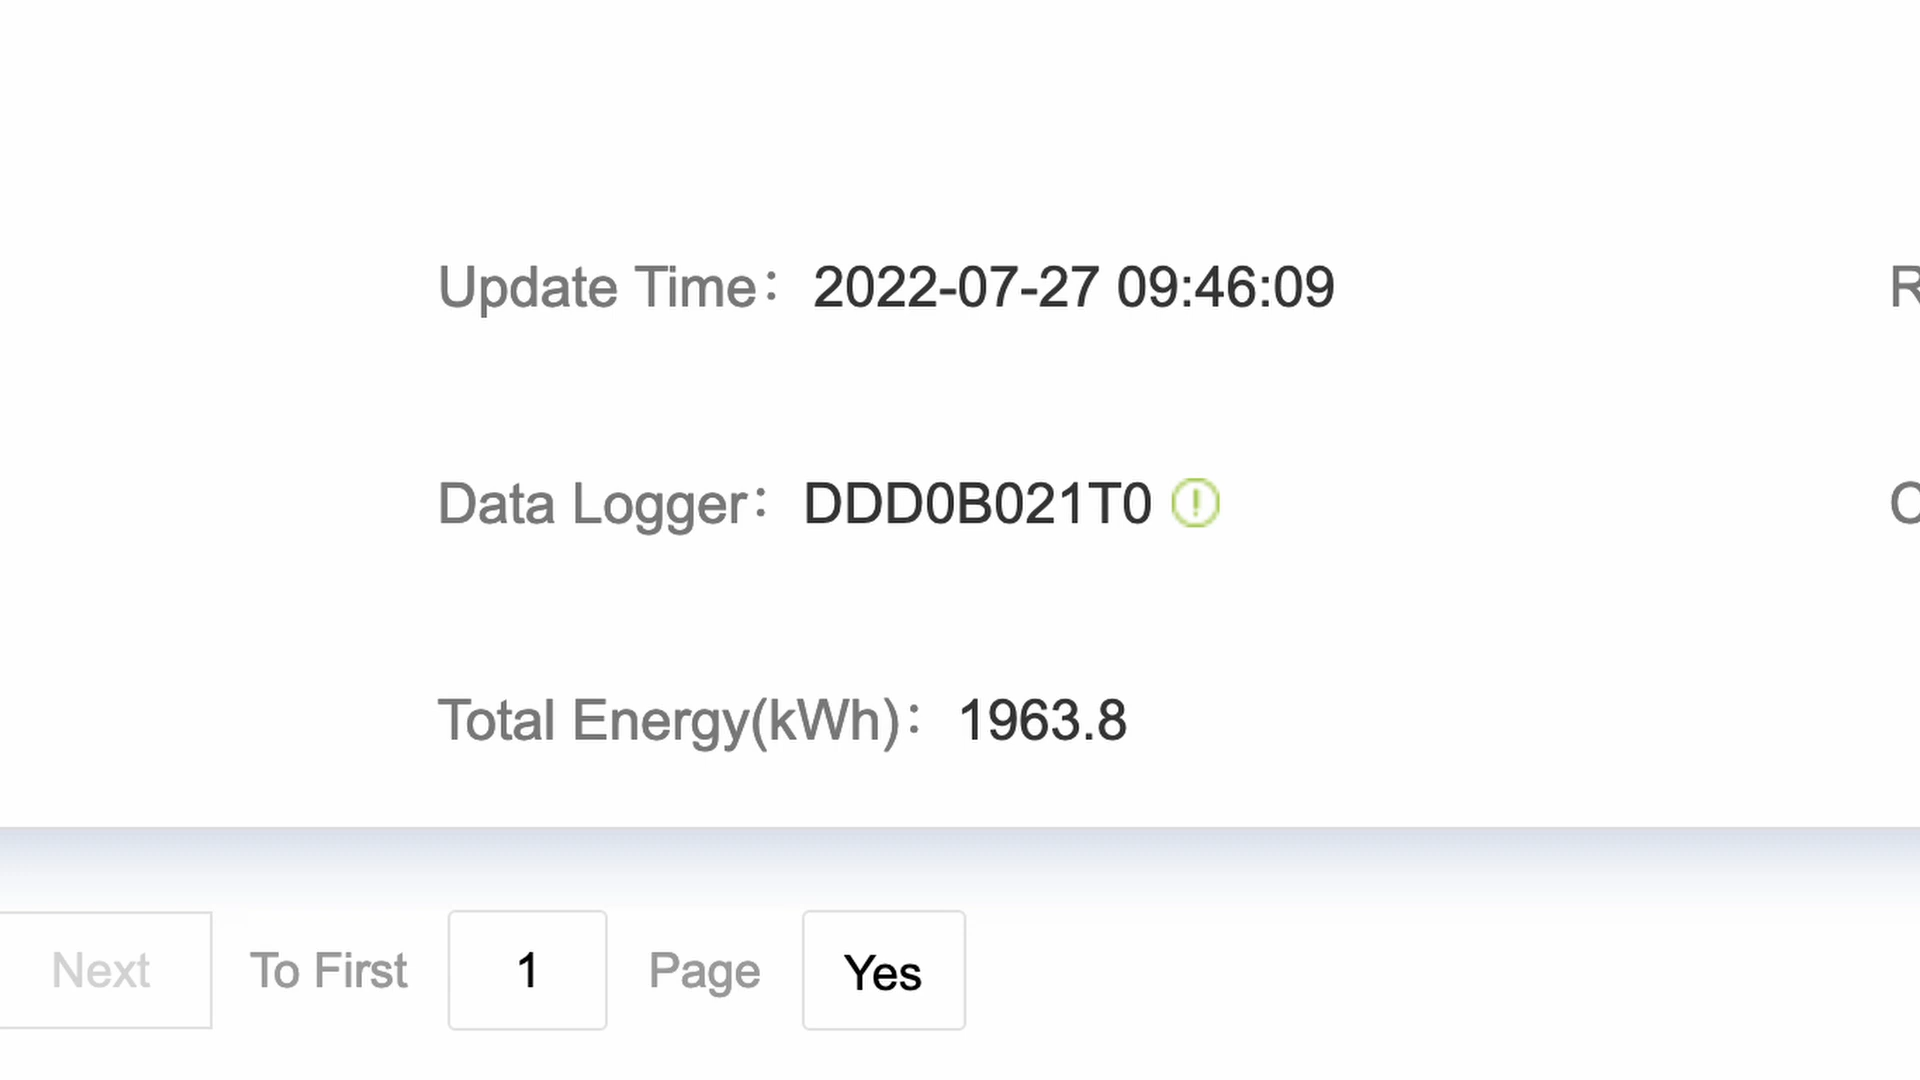 Update Time: 2022-07-27 09:46:09 R
Data Logger: DDD0B021T0
Total Energy(kWh): 1963.8
Next To First 1 Page Yes